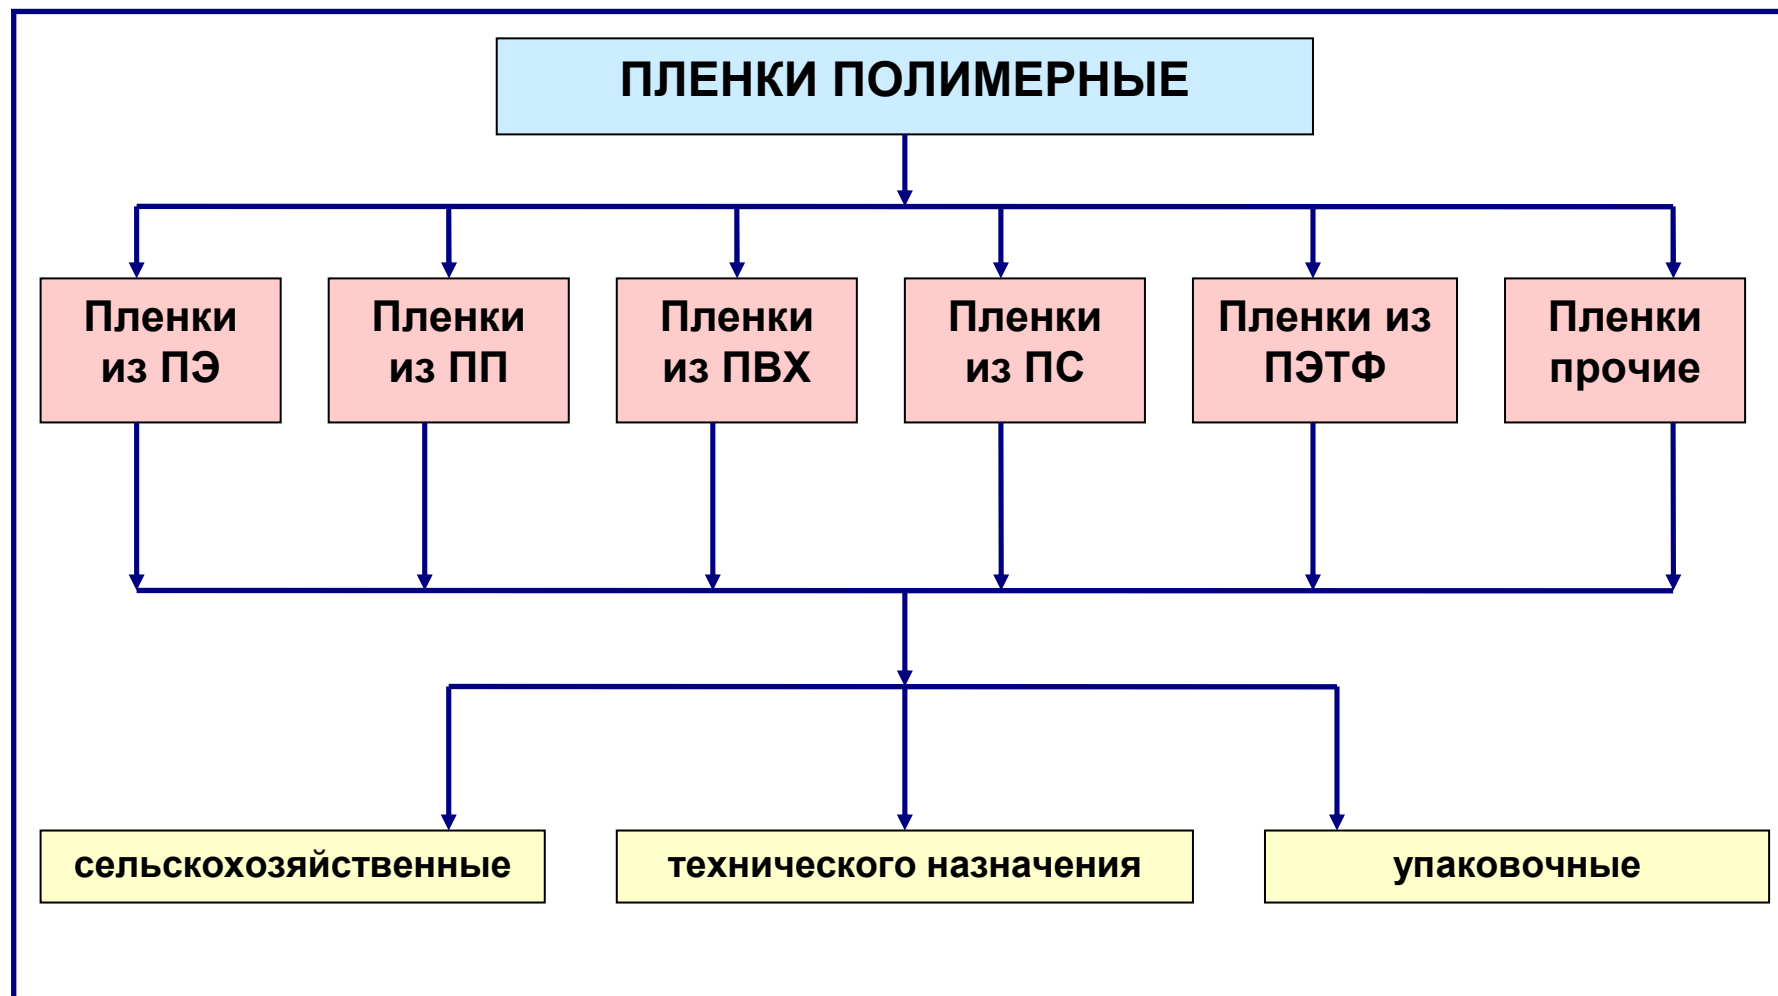 ПЛЕНКИ ПОЛИМЕРНЫЕ
Пленки
из ПЭ
Пленки
из ПП
Пленки
из ПВХ
Пленки
из ПС
Пленки из
ПЭТФ
Пленки
прочие
сельскохозяйственные
технического назначения
упаковочные